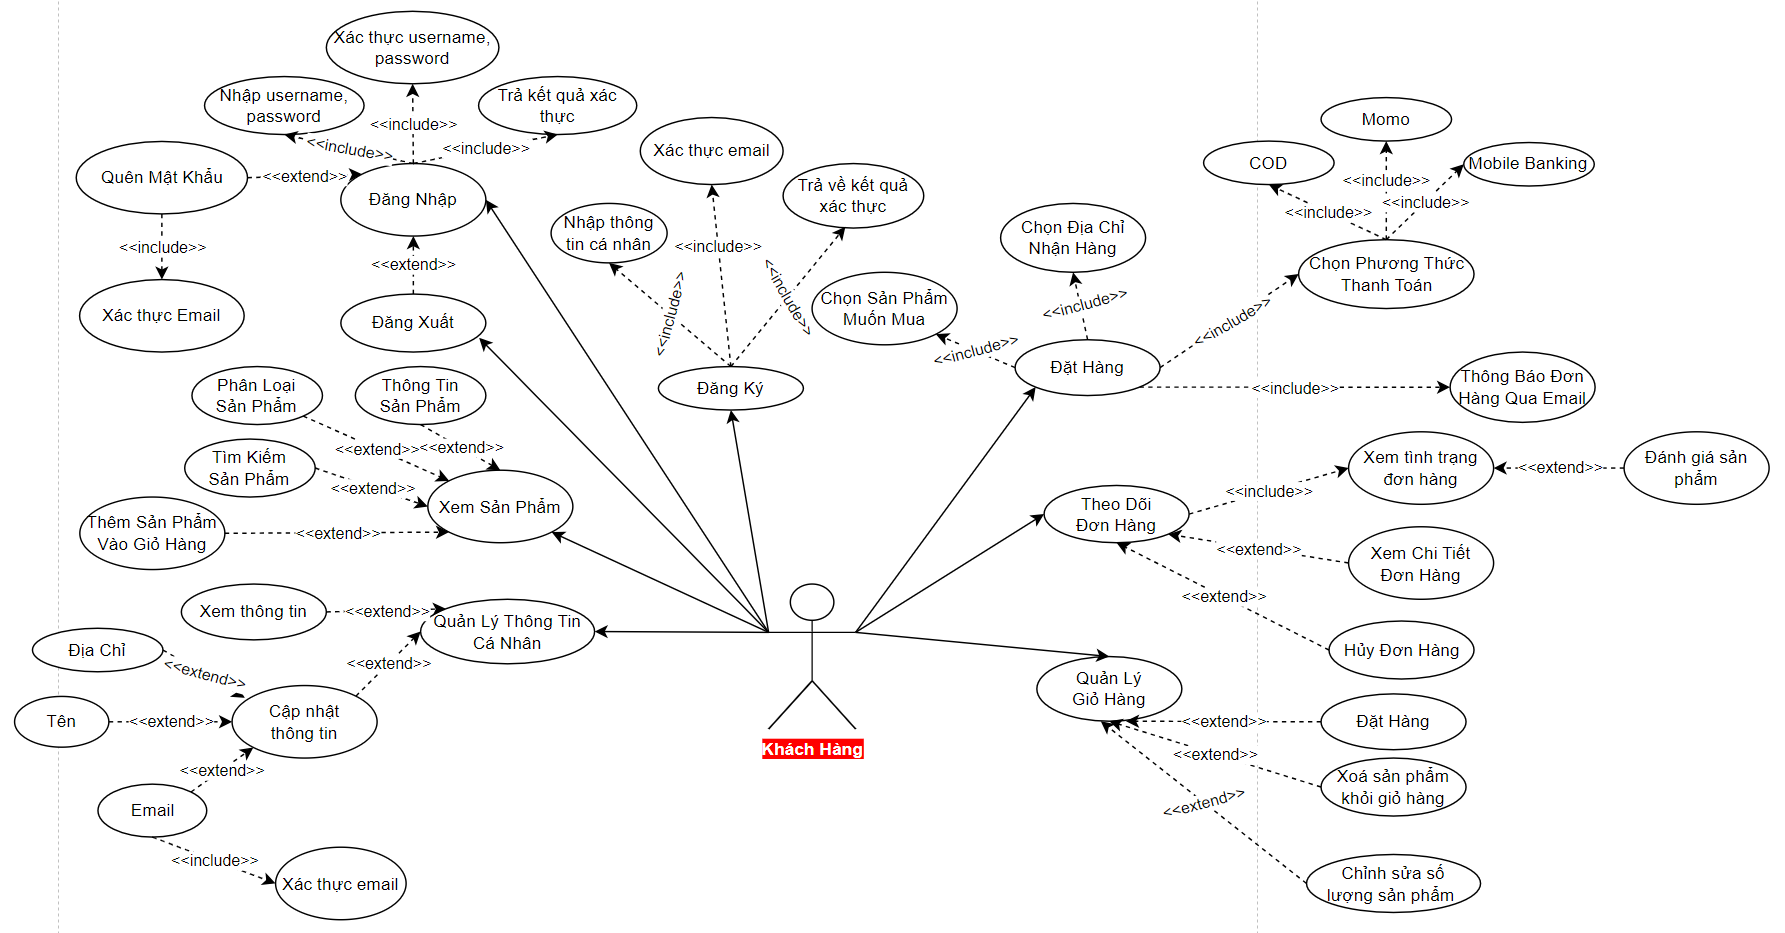 Xác thực username,
password
Nhập username,
password
Trả kết quả xác
thực
<<include>>
<<include>>
<<include>>
Quên Mật Khẩu
<<extend>>
Đăng Nhập
<<include>>
Xác thực Email
<<extend>>
Đăng Xuất
Xác thực email
Trả về kết quả
xác thực
Nhập thông
tin cá nhân
<<include>>
<<include>>
<<include>>
Đăng Ký
Momo
COD
Mobile Banking
<<include>>
<<include>>
<<include>>
Chọn Địa Chỉ
Nhận Hàng
Chọn Phương Thức
Thanh Toán
Chọn Sản Phẩm
Muốn Mua
<<include>>
<<include>>
<<include>>
Đặt Hàng
<<include>>
Thông Báo Đơn
Hàng Qua Email
Phân Loại
Sản Phẩm
Thông Tin
Sản Phẩm
<<extend>>
<<extend>>
Tìm Kiếm
Sản Phẩm
<<extend>>
Xem Sản Phẩm
Thêm Sản Phẩm
Vào Giỏ Hàng
<<extend>>
Xem tình trạng
đơn hàng
<<extend>>
Đánh giá sản
phẩm
<<include>>
Theo Dõi
Đơn Hàng
<<extend>>
Xem Chi Tiết
Đơn Hàng
<<extend>>
Hủy Đơn Hàng
Xem thông tin
<<extend>>
Quản Lý Thông Tin
Cá Nhân
Địa Chỉ
<<extend>>
<<extend>>
Tên
<<extend>>
Cập nhật
thông tin
<<extend>>
Email
<<include>>
Xác thực email
Khách Hàng
Quản Lý
Giỏ Hàng
<<extend>>
Đặt Hàng
<<extend>>
Xoá sản phẩm
khỏi giỏ hàng
<<extend>>
Chỉnh sửa số
lượng sản phẩm